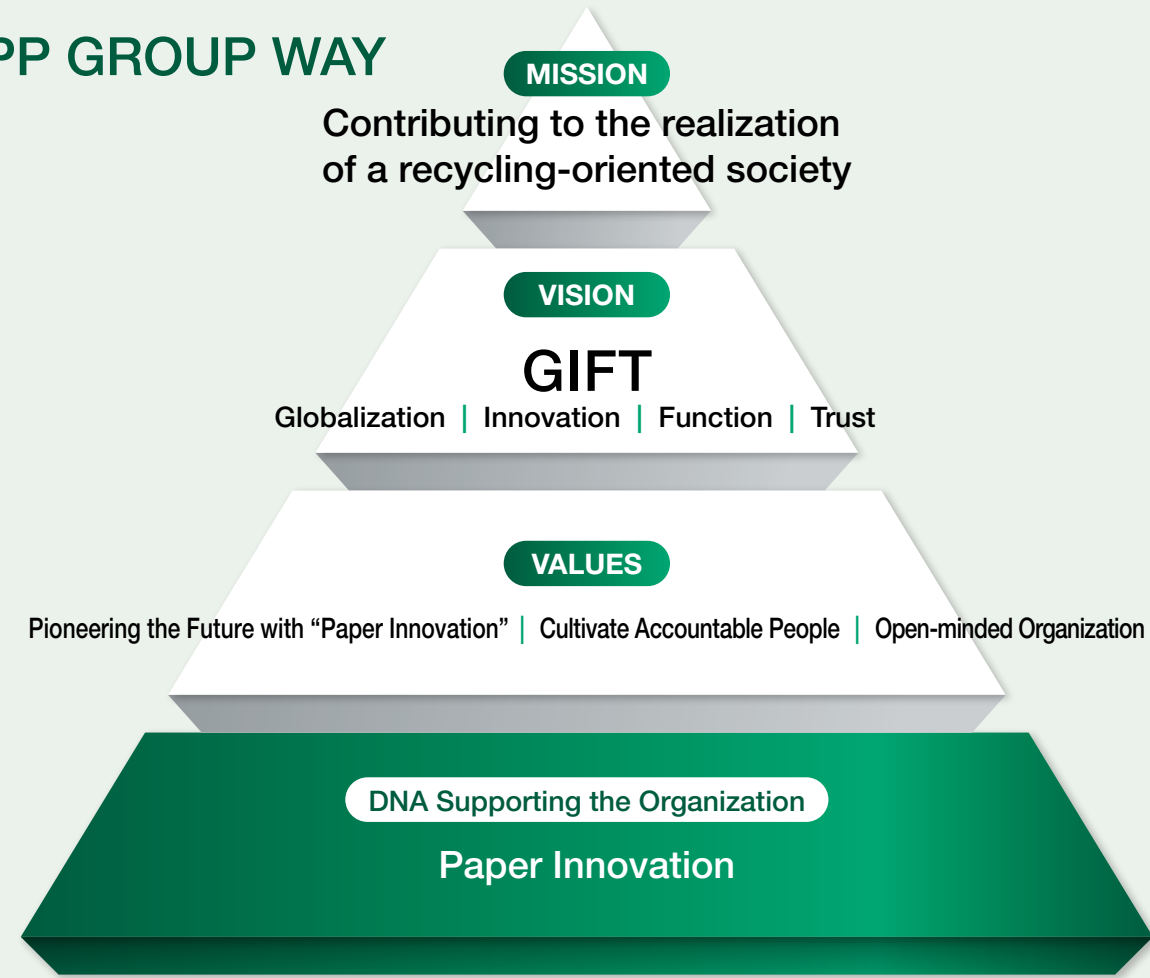 PP GROUP WAY
MISSION
Contributing to the realization
of a recycling-oriented society
VISION
GIFT
Globalization | Innovation | Function | Trust
VALUES
Pioneering the Future with “Paper Innovation” | Cultivate Accountable People | Open-minded Organization
DNA Supporting the Organization
Paper Innovation